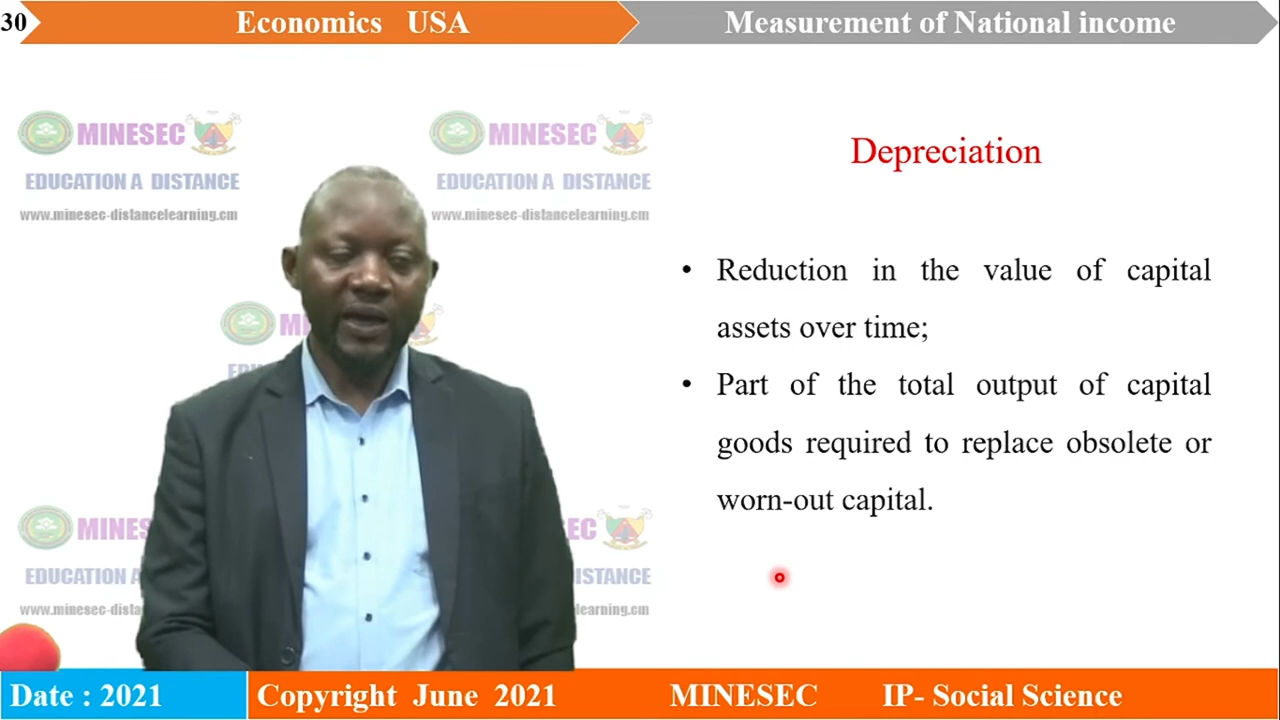 30
Economics USA
Measurement of National income
MINESEC
EDUCATION A DISTANCE
www.minesec-distancelearning.cm
MINESEC
EDUCATION A DISTANCE
www.minesec-distancelearning.cm
Depreciation
• Reduction in the value of capital
assets over time;
• Part of the total output of capital
goods required to replace obsolete or
worn-out capital.
EDUCATION A
ISTANCE
Date : 2021
Copyright June 2021
MINESEC
IP- Social Science